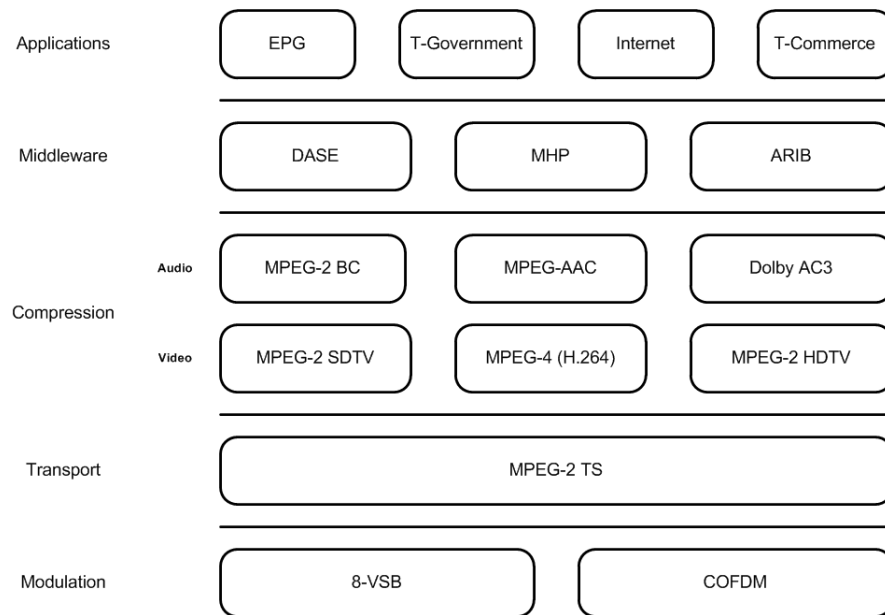 Applications
EPG
T-Government
Internet
T-Commerce
Middleware
DASE
MHP
ARIB
Compression
Audio
MPEG-2 BC
MPEG-AAC
Dolby AC3
Video
MPEG-2 SDTV
MPEG-4 (H.264)
MPEG-2 HDTV
Transport
MPEG-2 TS
Modulation
8-VSB
COFDM